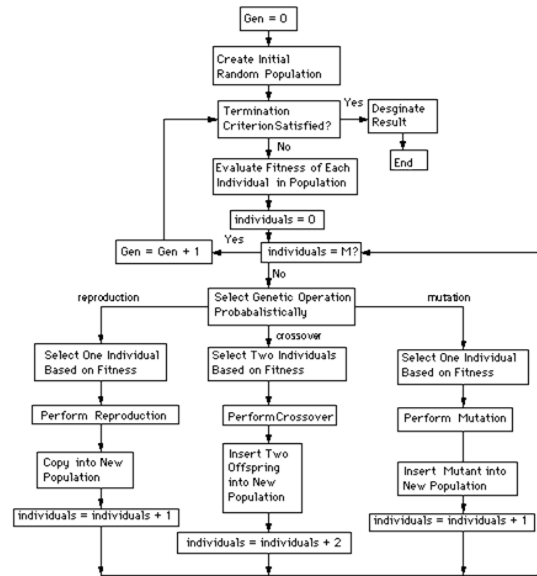 Gen = 0
Create Initial
Random Population
Termination
Criterion Satisfied?
Yes
Desginate
Result
End
No
Evaluate Fitness of Each
Individual in Population
individuals = 0
Gen = Gen + 1
Yes
individuals = M?
No
reproduction
Select Genetic Operation
Probabalistically
mutation
crossover
Select One Individual
Based on Fitness
Select Two Individuals
Based on Fitness
Select One Individual
Based on Fitness
Perform Reproduction
Perform Crossover
Perform Mutation
Copy into New
Population
Insert Two
Offspring
into New
Population
Insert Mutant into
New Population
individuals = individuals + 1
individuals = individuals + 2
individuals = individuals + 1